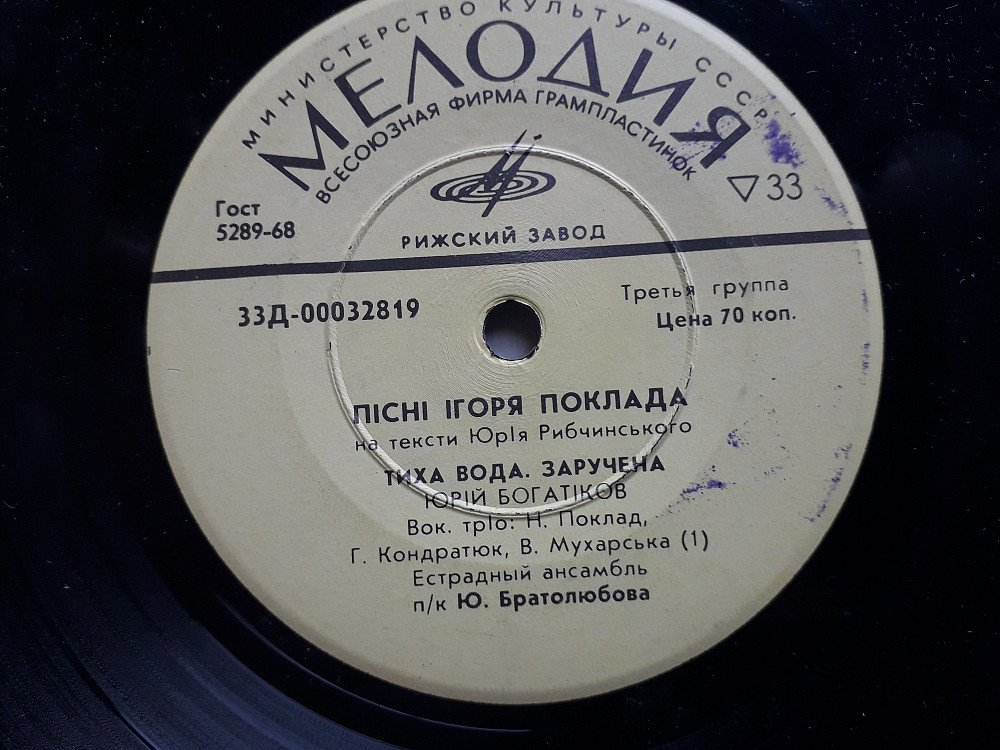 МИНИСТЕРСТВО КУЛЬТУРЫ СССР
МЕЛОДИЯ
ВСЕСОЮЗНАЯ ФИРМА ГРАМПЛАСТИНОК
Гост
5289-68
▽33
РИЖСКИЙ ЗАВОД
33Д-00032819
Третья группа
Цена 70 коп.
ПІСНІ ІГОРЯ ПОКЛАДА
на тексти ЮрІя Рибчинського
ТИХА ВОДА. ЗАРУЧЕНА
ЮРІЙ БОГАТІКОВ
Вок. трІо: Н. Поклад,
Г. Кондратюк, В. Мухарська (1)
Естрадный ансамбль
п/к Ю. Братолюбова